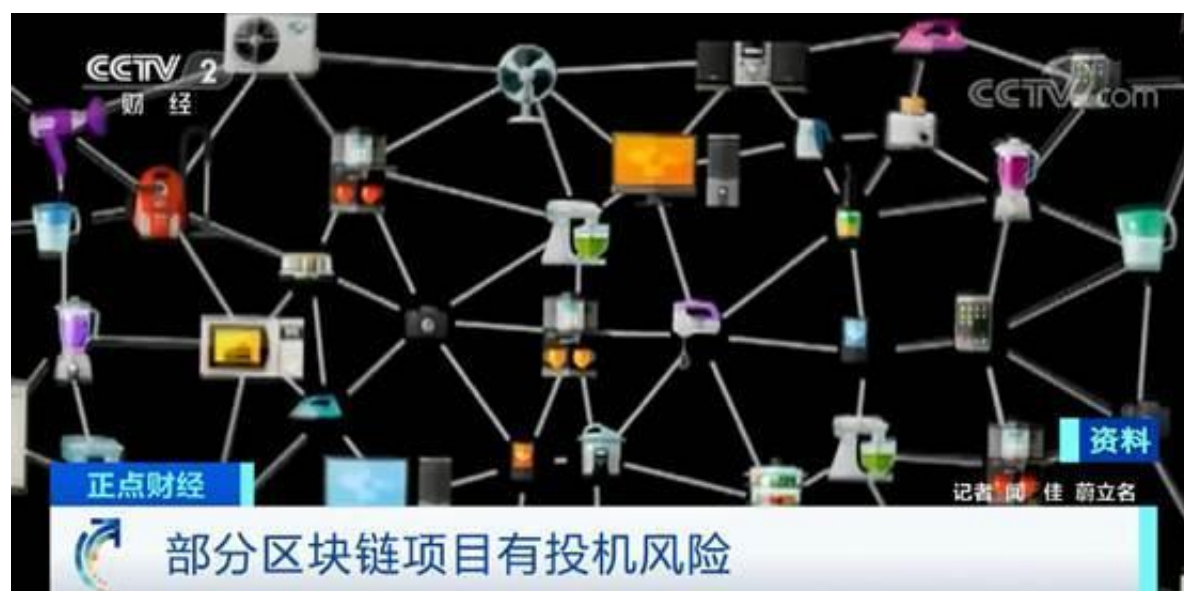 CCTV 2
财经
CCTV.com
资料
正点财经
记者 闻 佳 蔚立名
部分区块链项目有投机风险